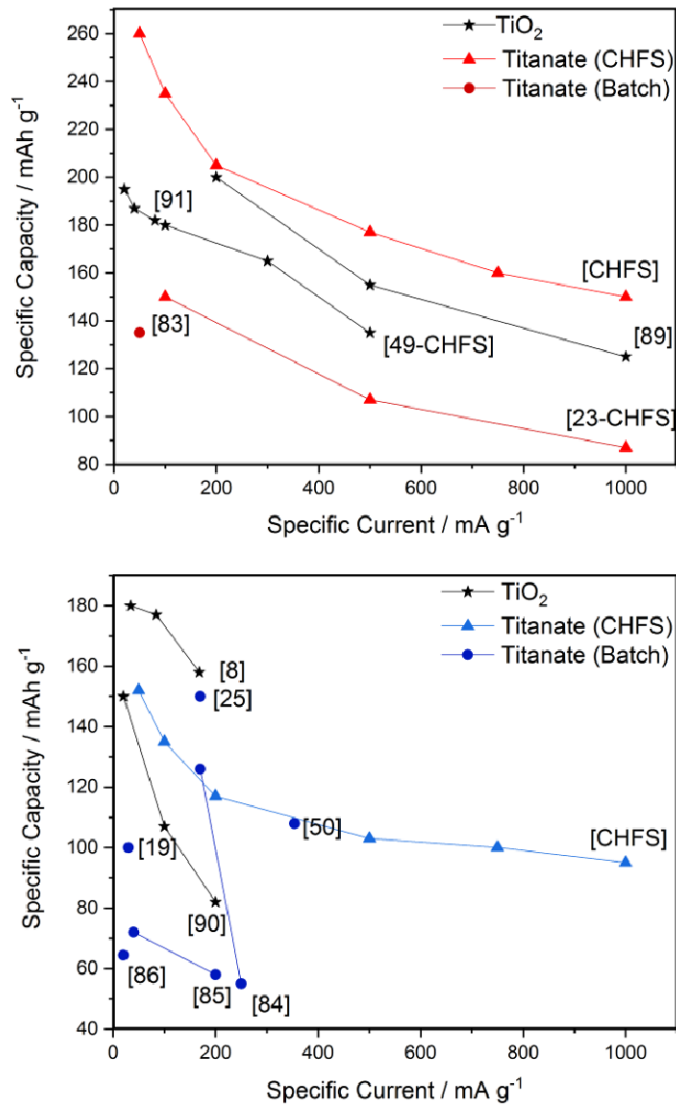 260
240
220
200
180
160
140
120
100
80
Specific Capacity / mAh g⁻¹
TiO₂
Titanate (CHFS)
Titanate (Batch)
[91]
[83]
[49-CHFS]
[CHFS]
[89]
[23-CHFS]
0 200 400 600 800 1000
Specific Current / mA g⁻¹
180
160
140
120
100
80
60
40
Specific Capacity / mAh g⁻¹
TiO₂
Titanate (CHFS)
Titanate (Batch)
[8]
[25]
[50]
[CHFS]
[19]
[90]
[86]
[85]
[84]
0 200 400 600 800 1000
Specific Current / mA g⁻¹